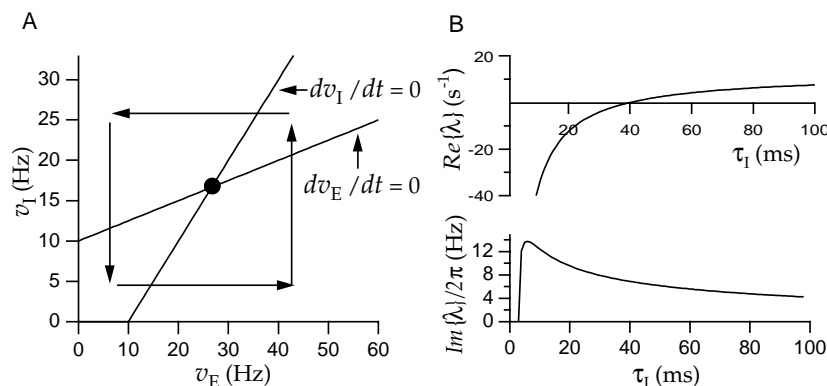 A
30
25
20
15
10
5
0
v_I (Hz)
0 10 20 30 40 50 60
v_E (Hz)
dv_I /dt = 0
dv_E /dt = 0
B
20
-20
-40
Re{λ} (s⁻¹)
20 40 60 80 100
τ_I (ms)
12
8
4
0
Im{λ}/2π (Hz)
0 20 40 60 80 100
τ_I (ms)